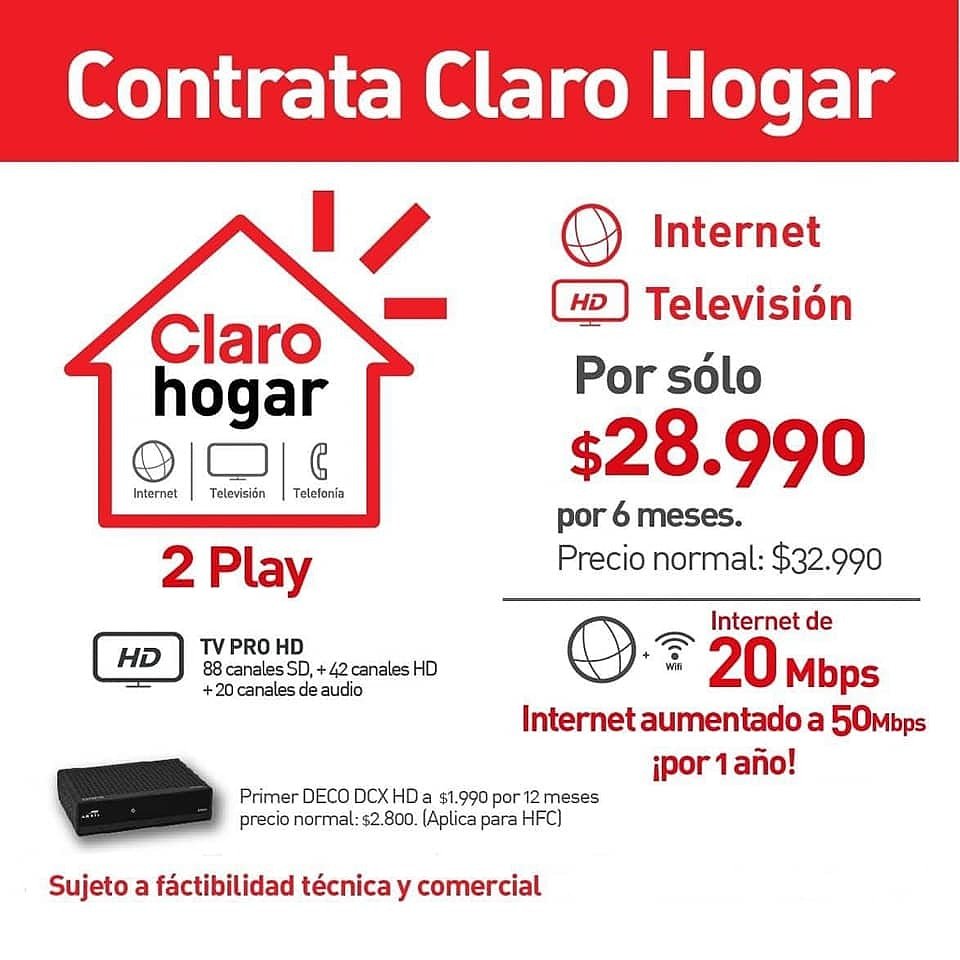 Contrata Claro Hogar
Claro
hogar
Internet
Televisión
Telefonía
2 Play
Internet
HD
Televisión
Por sólo
$28.990
por 6 meses.
Precio normal: $32.990
HD
TV PRO HD
88 canales SD, + 42 canales HD
+ 20 canales de audio
+
Wifi
Internet de
20 Mbps
Internet aumentado a 50Mbps
¡por 1 año!
Primer DECO DCX HD a $1.990 por 12 meses
precio normal: $2.800. (Aplica para HFC)
Sujeto a fáctibilidad técnica y comercial